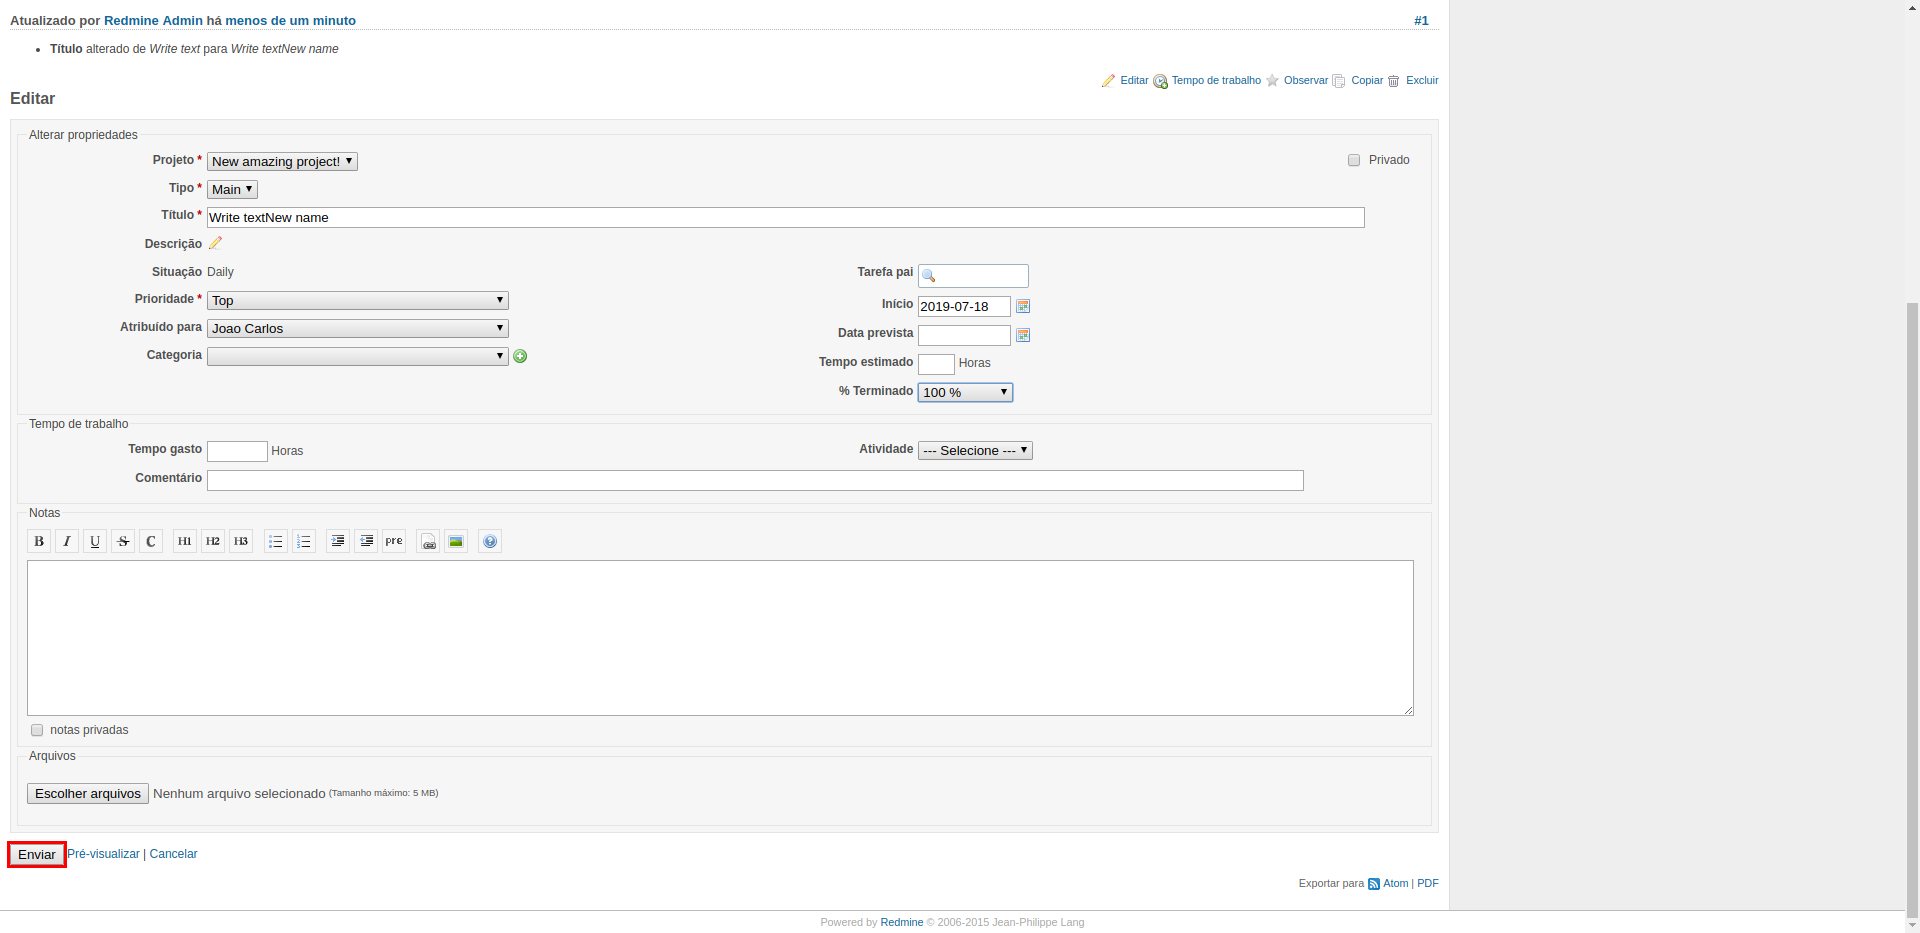 Atualizado por Redmine Admin há menos de um minuto #1
Título alterado de Write text para Write textNew name
Editar Tempo de trabalho Observar Copiar Excluir
Editar
Alterar propriedades
Projeto * New amazing project! Privado
Tipo * Main
Título * Write textNew name
Descrição
Situação Daily Tarefa pai
Prioridade * Top Início 2019-07-18
Atribuído para Joao Carlos Data prevista
Categoria Tempo estimado Horas
% Terminado 100 %
Tempo de trabalho
Tempo gasto Horas Atividade --- Selecione ---
Comentário
Notas
B I U S C H1 H2 H3 pre
notas privadas
Arquivos
Escolher arquivos Nenhum arquivo selecionado (Tamanho máximo: 5 MB)
Enviar Pré-visualizar | Cancelar
Exportar para Atom | PDF
Powered by Redmine © 2006-2015 Jean-Philippe Lang